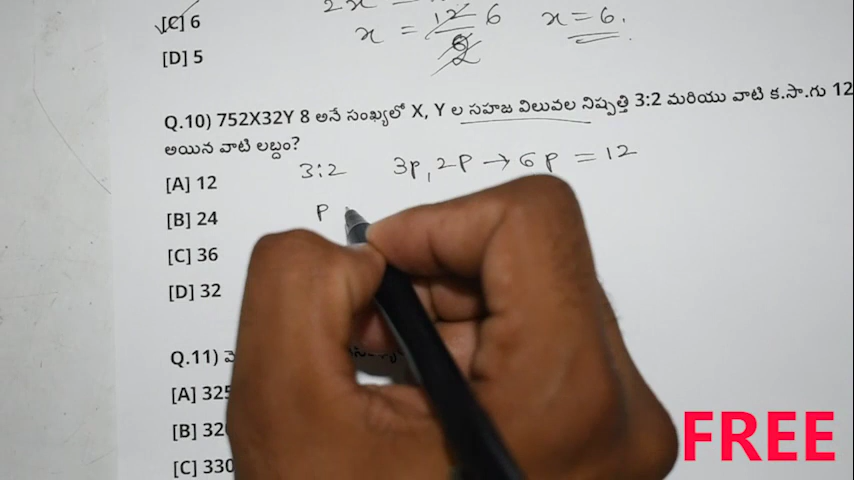 2x
[C] 6
x = 12/2 6 x = 6.
[D] 5
Q.10) 752X32Y 8 అనే సంఖ్యలో X, Y ల సహజ విలువల నిష్పత్తి 3:2 మరియు వాటి క.సా.గు 12
అయిన వాటి లబ్దం?
3:2 3p, 2p → 6p = 12
[A] 12
[B] 24
p
[C] 36
[D] 32
Q.11)
[A] 325
[B] 32
[C] 330
FREE